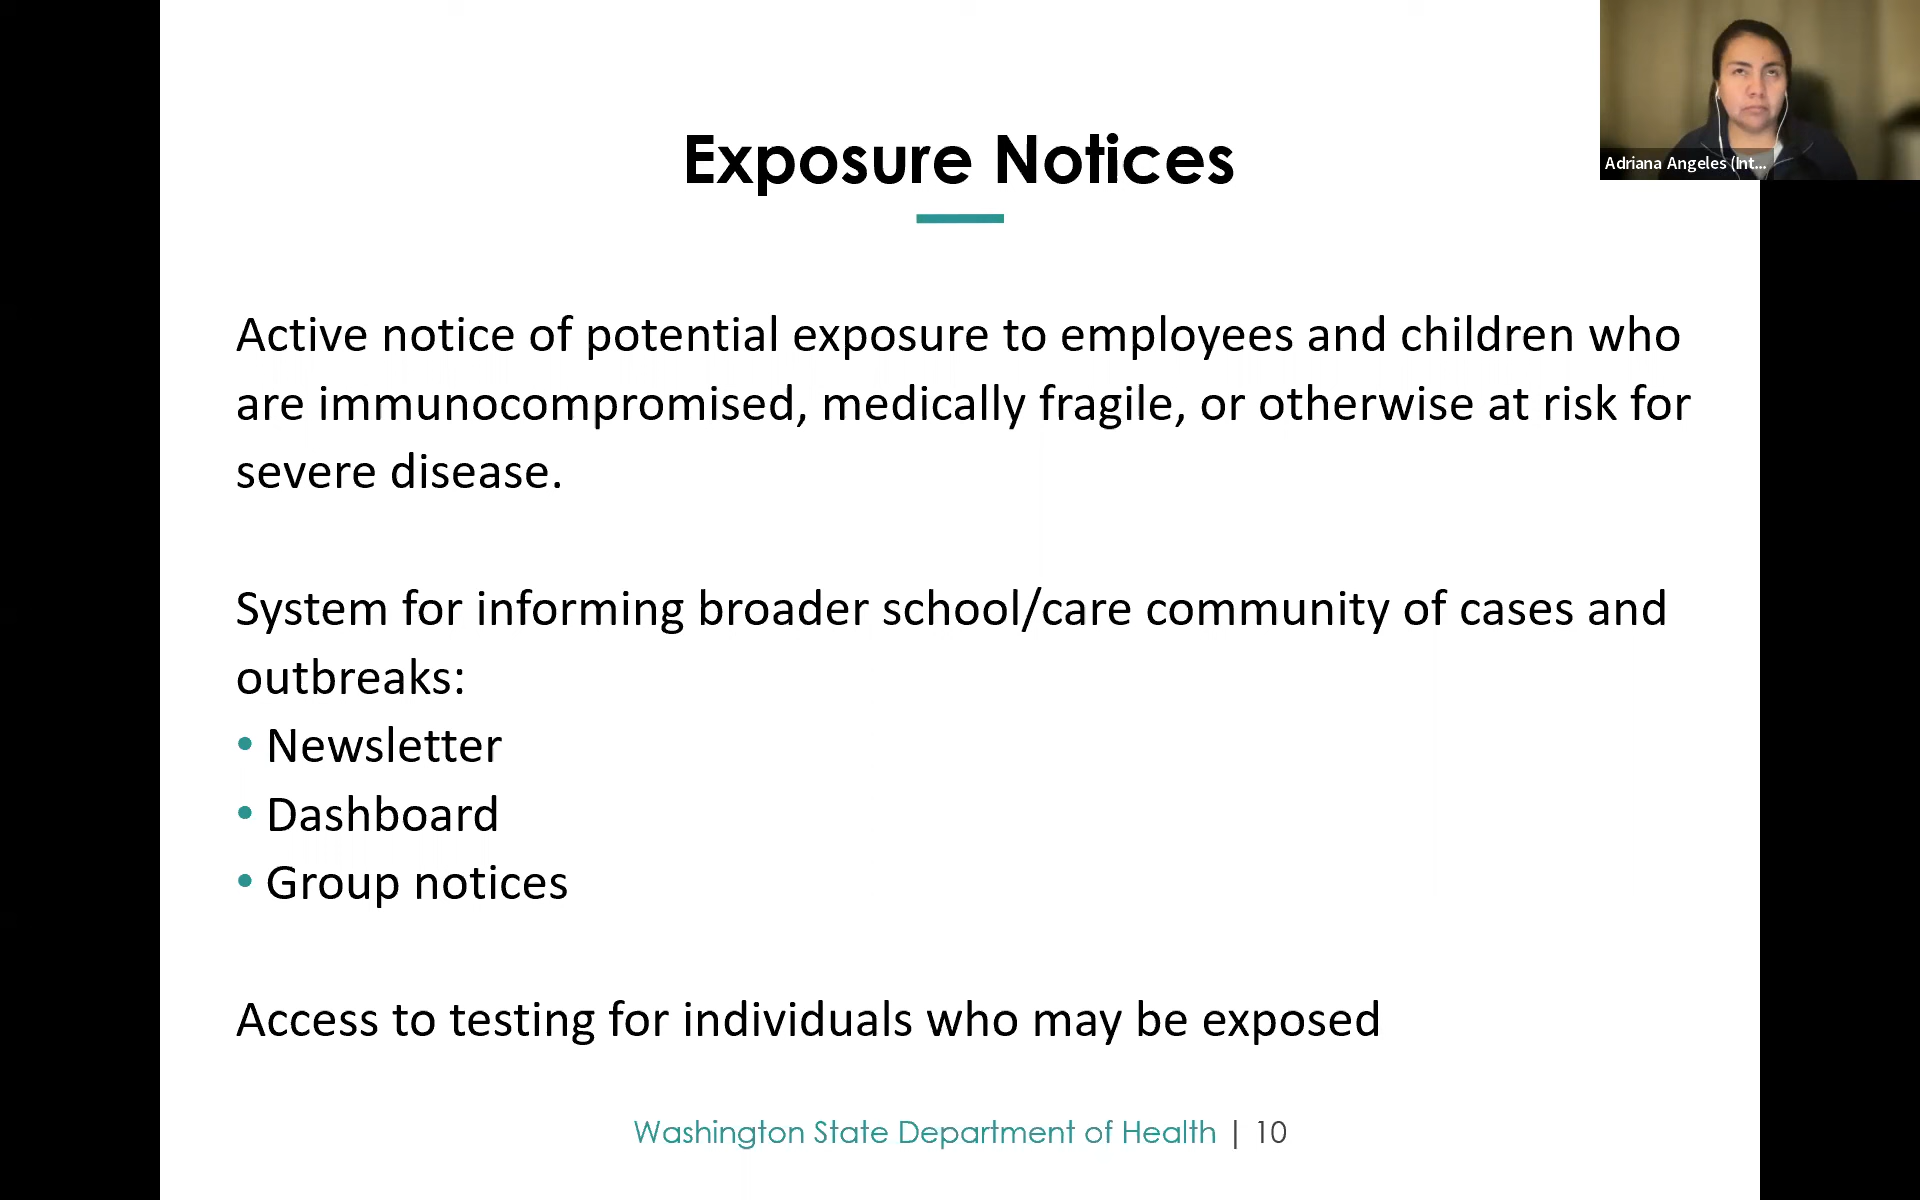 Exposure Notices
Adriana Angeles (Int...
Active notice of potential exposure to employees and children who
are immunocompromised, medically fragile, or otherwise at risk for
severe disease.
System for informing broader school/care community of cases and
outbreaks:
• Newsletter
• Dashboard
• Group notices
Access to testing for individuals who may be exposed
Washington State Department of Health | 10